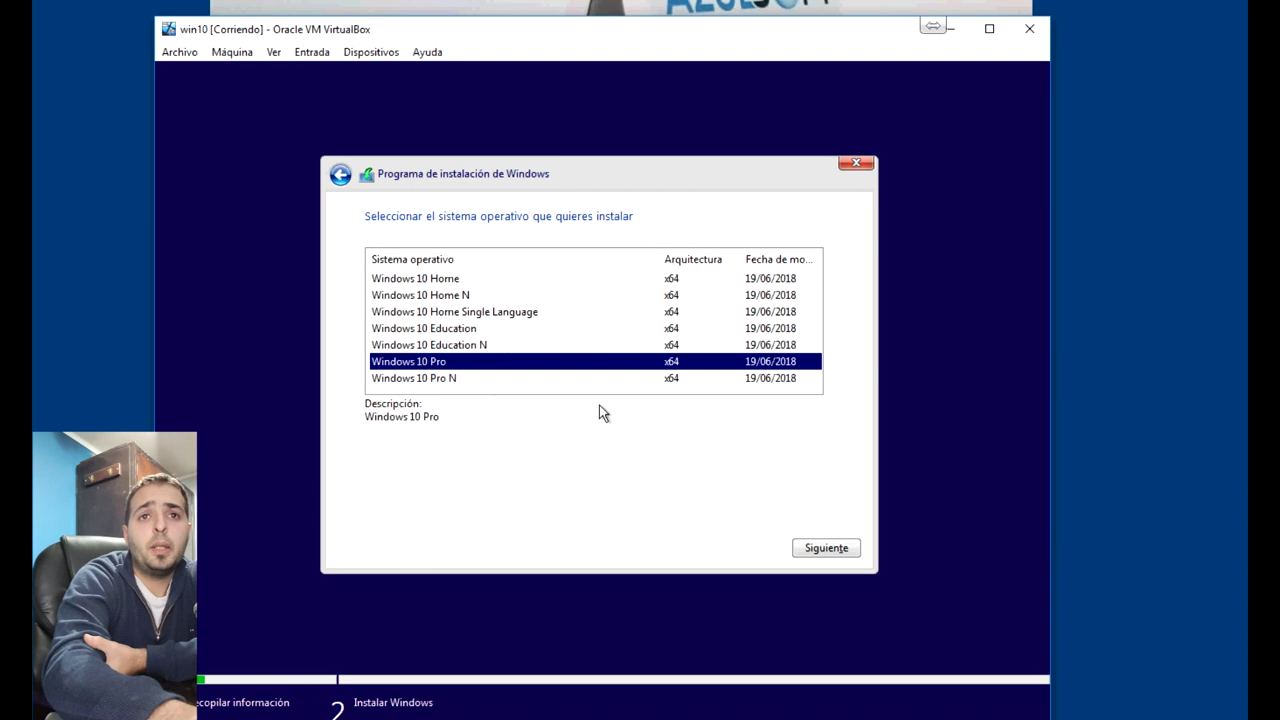 win10 [Corriendo] - Oracle VM VirtualBox
Archivo Máquina Ver Entrada Dispositivos Ayuda
Programa de instalación de Windows
Seleccionar el sistema operativo que quieres instalar
Sistema operativo Arquitectura Fecha de mo...
Windows 10 Home x64 19/06/2018
Windows 10 Home N x64 19/06/2018
Windows 10 Home Single Language x64 19/06/2018
Windows 10 Education x64 19/06/2018
Windows 10 Education N x64 19/06/2018
Windows 10 Pro x64 19/06/2018
Windows 10 Pro N x64 19/06/2018
Descripción:
Windows 10 Pro
Siguiente
ecopilar información 2 Instalar Windows